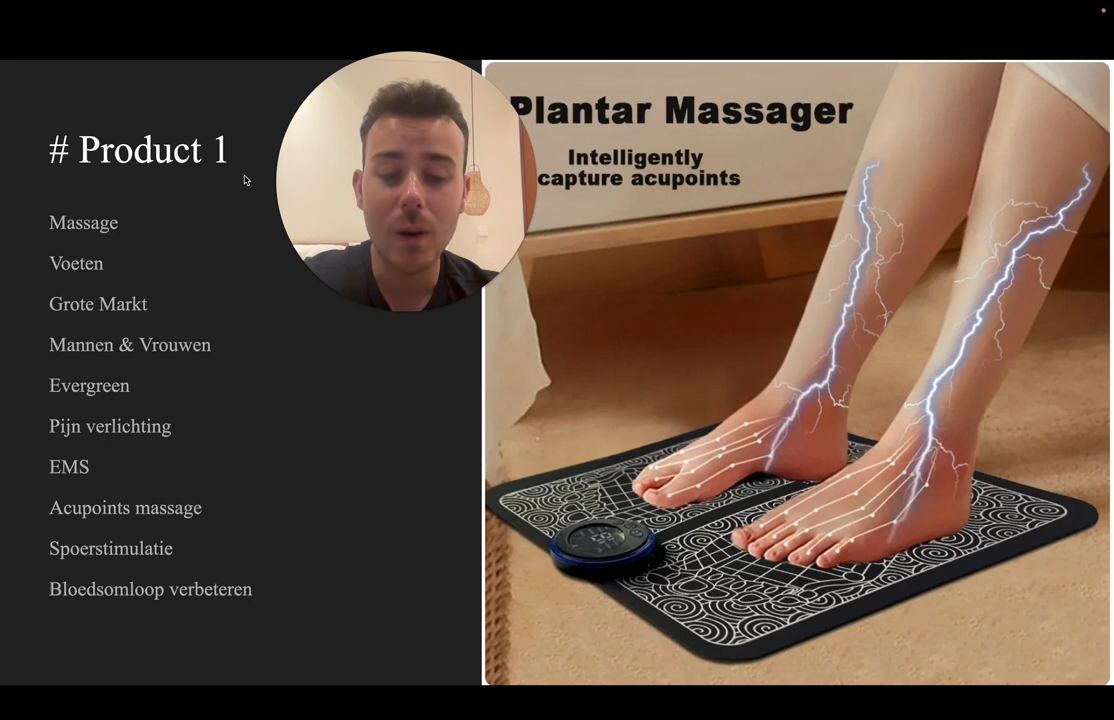 # Product 1
Massage
Voeten
Grote Markt
Mannen & Vrouwen
Evergreen
Pijn verlichting
EMS
Acupoints massage
Spoerstimulatie
Bloedsomloop verbeteren
Plantar Massager
Intelligently
capture acupoints